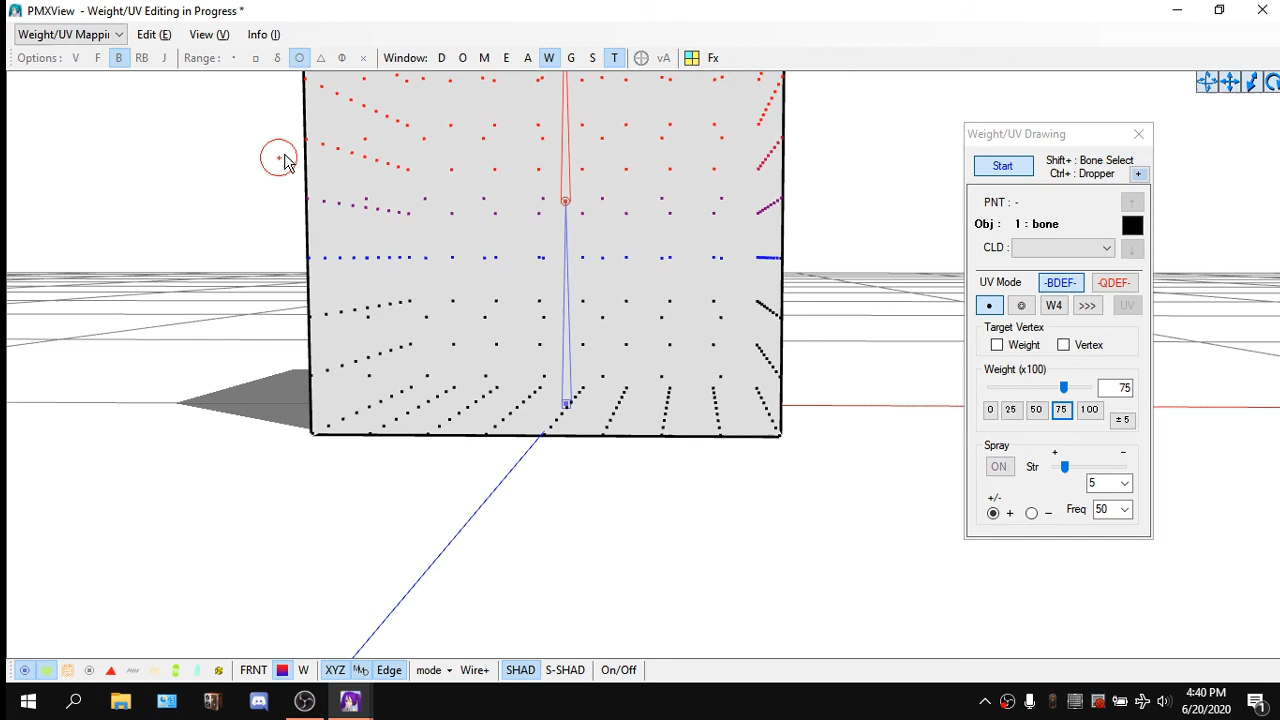 PMXView - Weight/UV Editing in Progress *
Weight/UV Mappi Edit (E) View (V) Info (I)
Options : V F B RB J Range : Window: D O M E A W G S T vA Fx
Weight/UV Drawing
Start Shift+ : Bone Select
Ctrl+ : Dropper +
PNT : -
Obj : 1 : bone
CLD :
UV Mode -BDEF- -QDEF-
W4 >>> UV
Target Vertex
Weight Vertex
Weight (x100)
75
0 25 50 75 100 ± 5
Spray + −
ON Str
5
+/-
+ − Freq 50
FRNT W XYZ Edge mode Wire+ SHAD S-SHAD On/Off
4:40 PM
6/20/2020
1